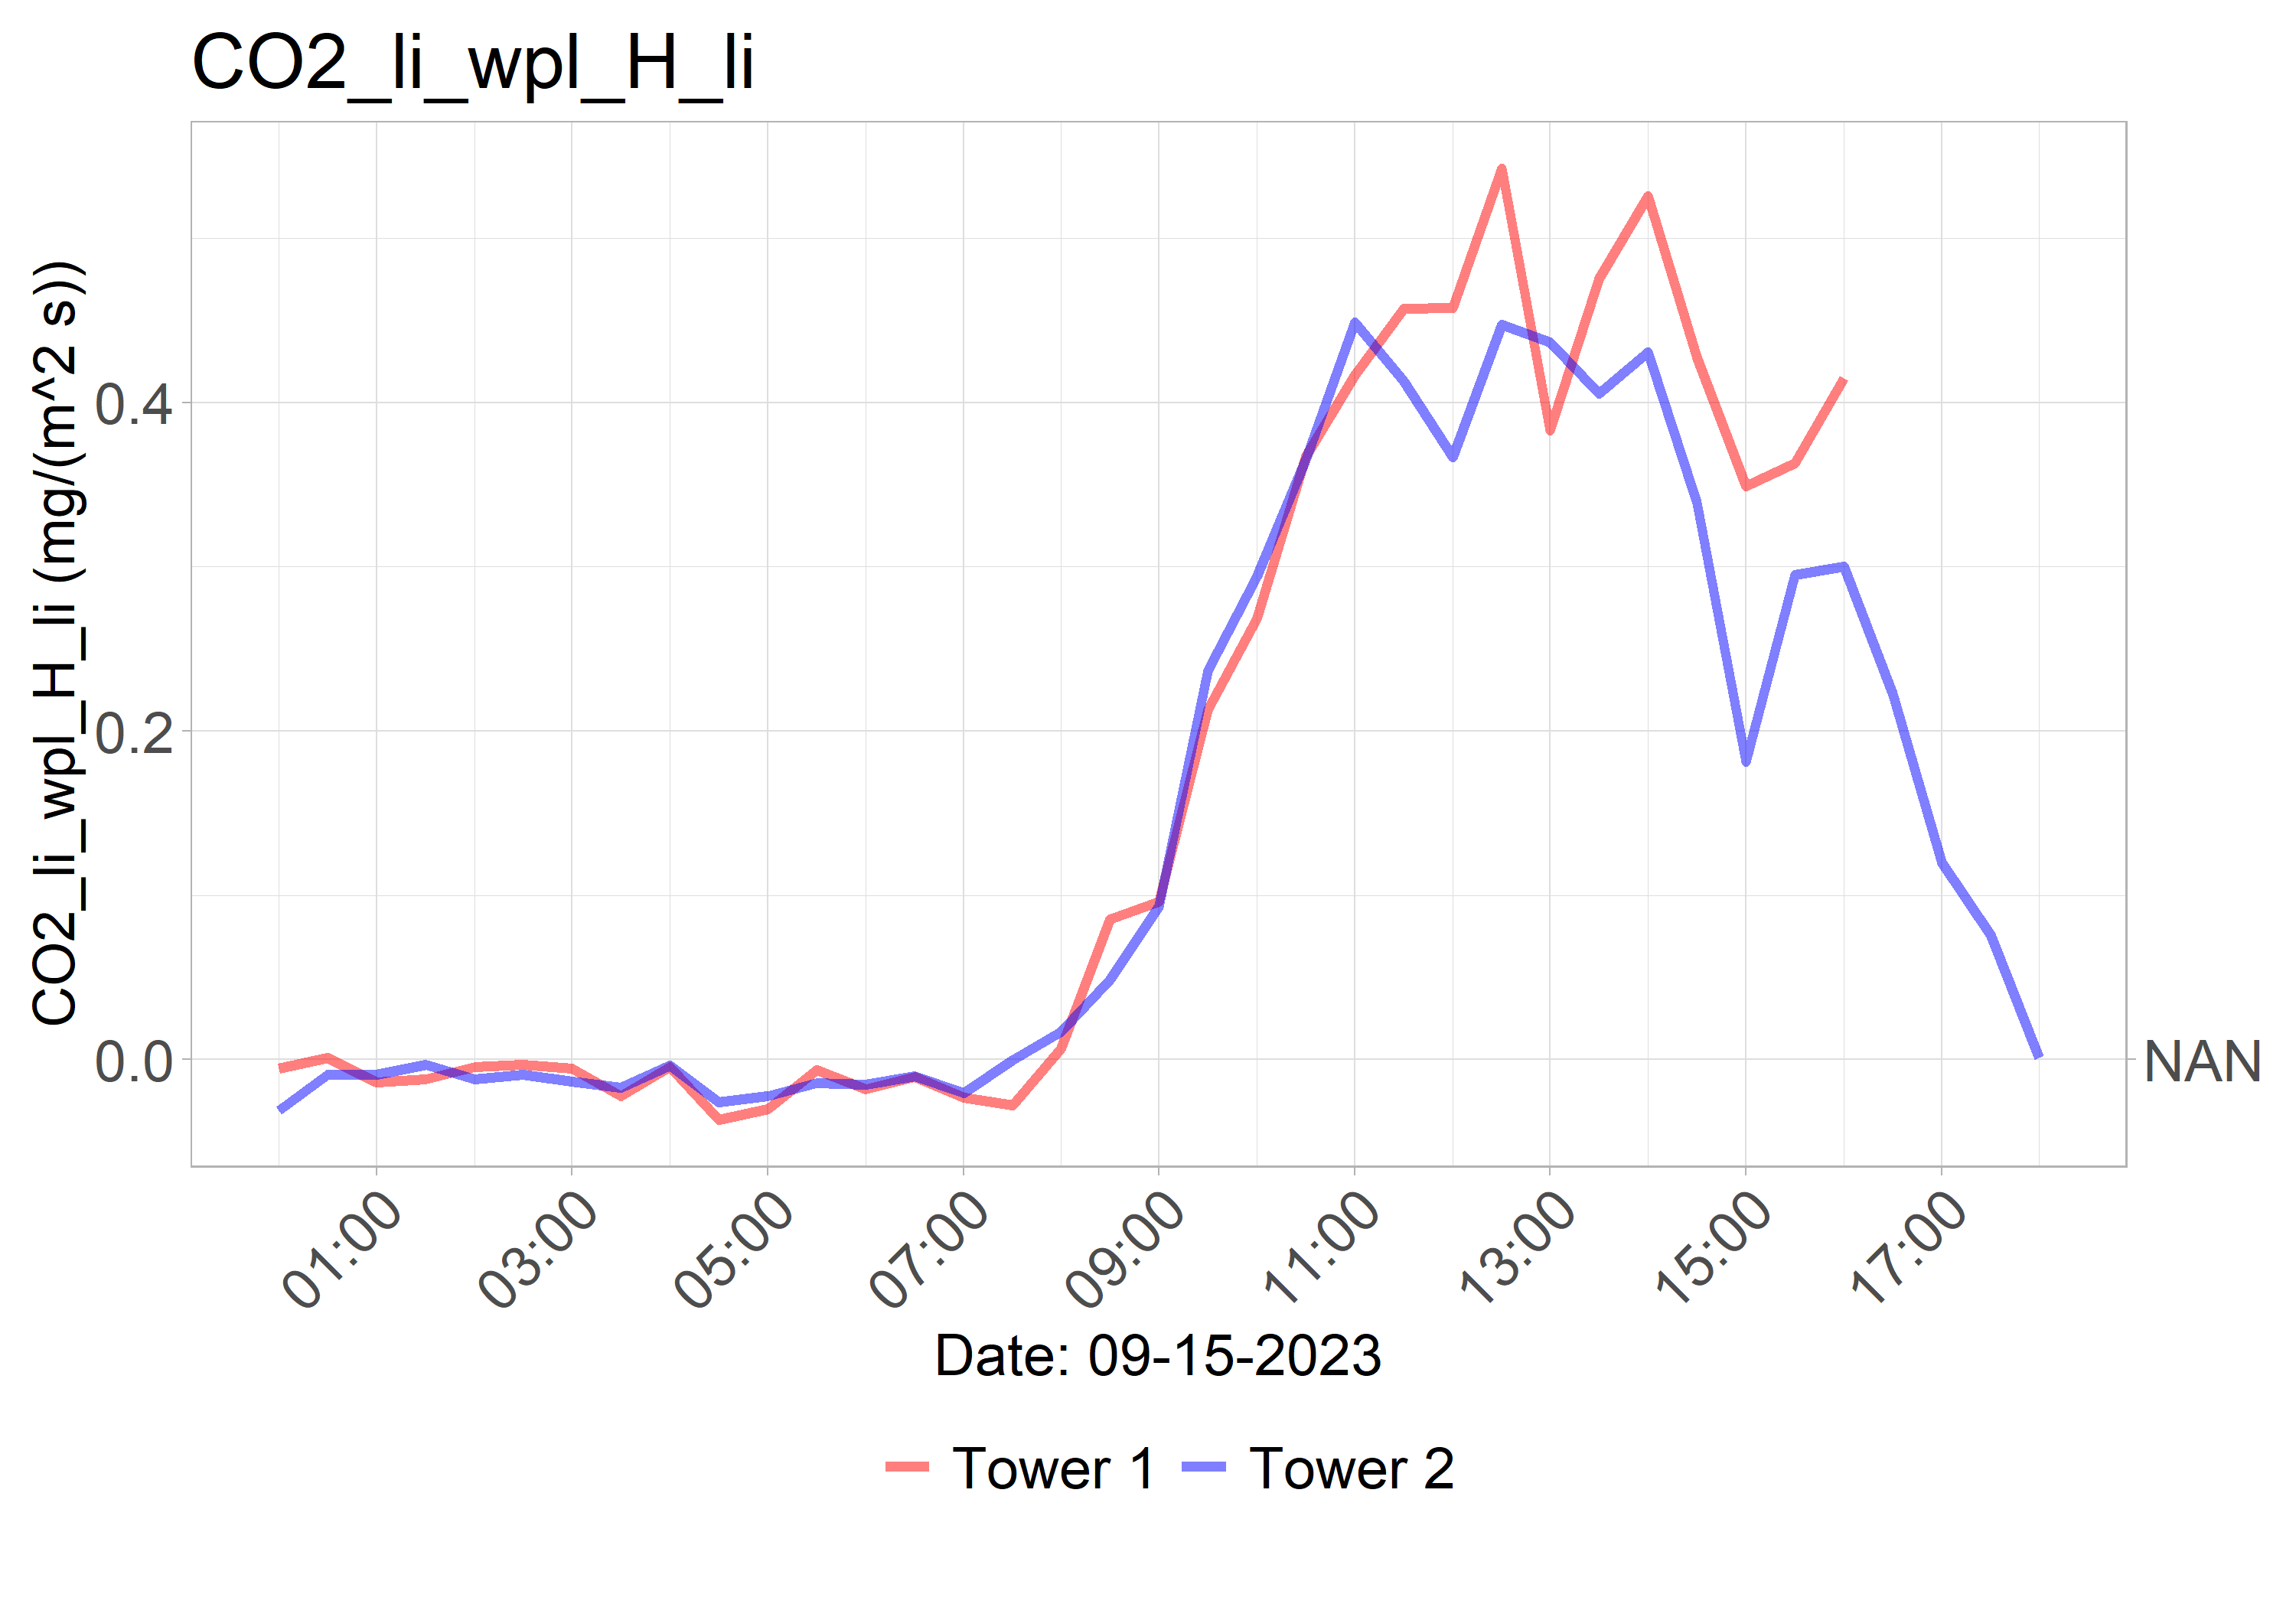 CO2_li_wpl_H_li
CO2_li_wpl_H_li (mg/(m^2 s))
0.4
0.2
0.0
NAN
01:00
03:00
05:00
07:00
09:00
11:00
13:00
15:00
17:00
Date: 09-15-2023
Tower 1
Tower 2